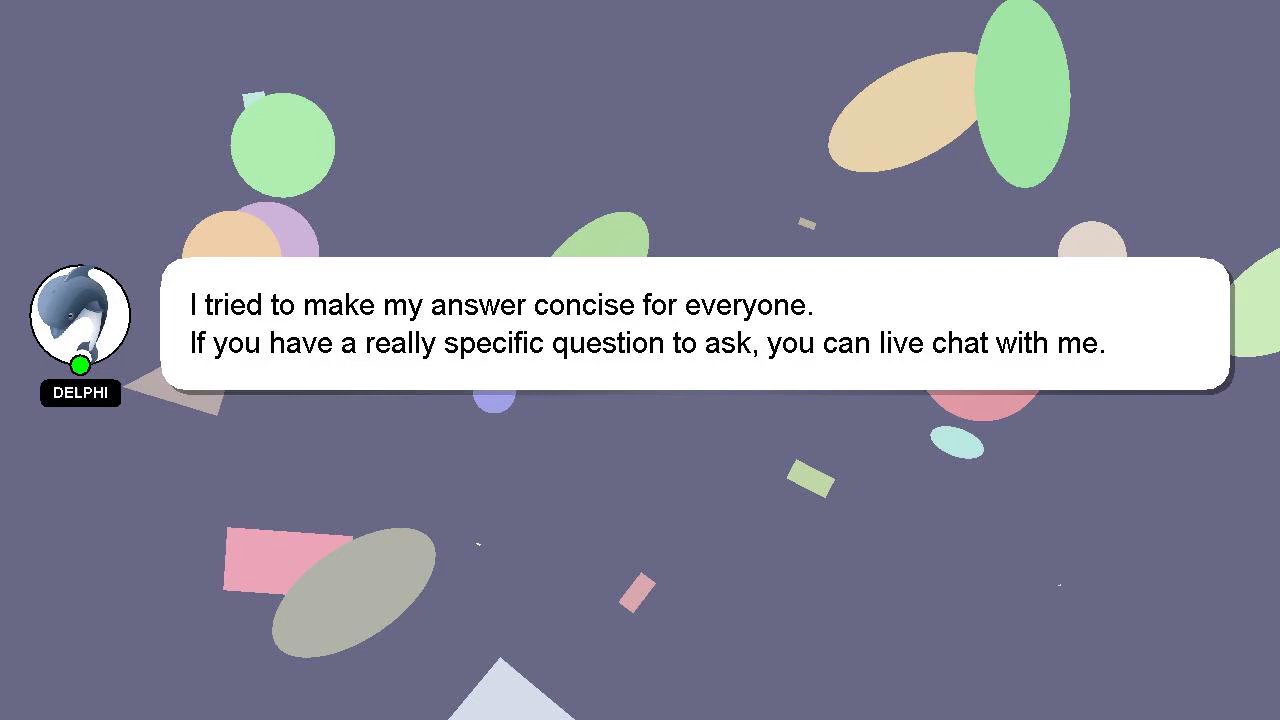 I tried to make my answer concise for everyone.
If you have a really specific question to ask, you can live chat with me.
DELPHI